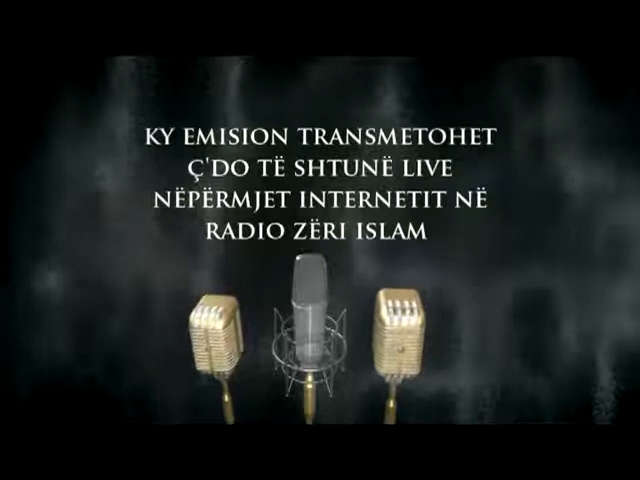 KY EMISION TRANSMETOHET
Ç'DO TË SHTUNË LIVE
NËPËRMJET INTERNETIT NË
RADIO ZËRI ISLAM